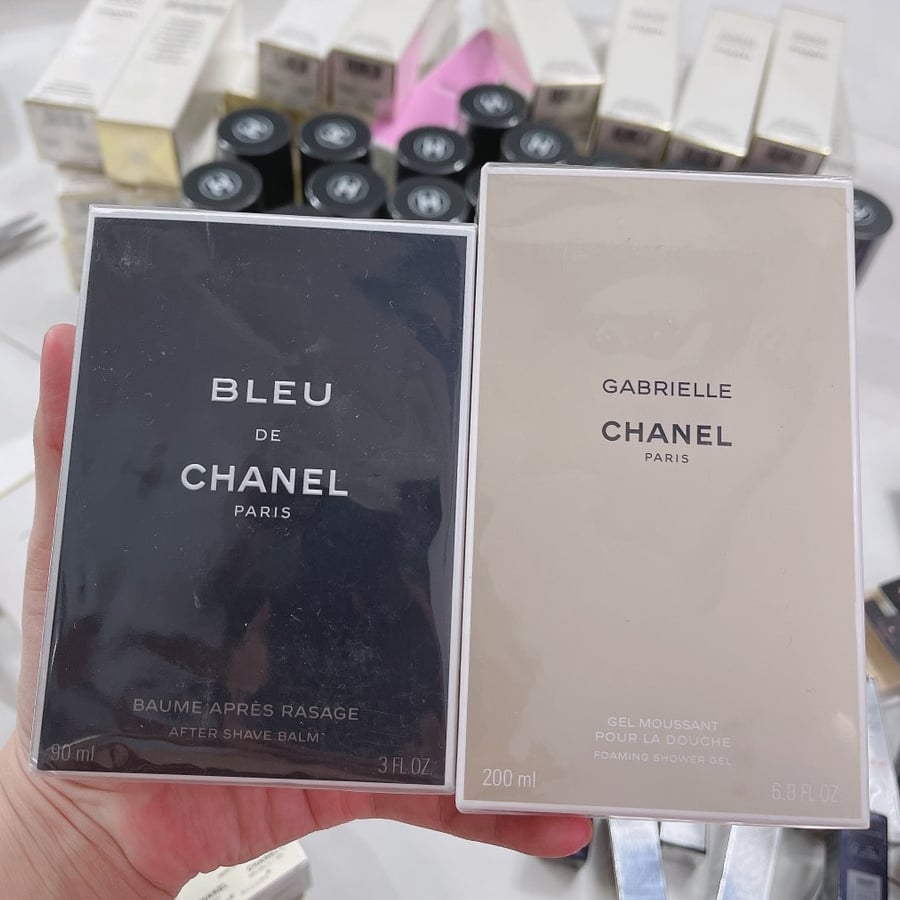 BLEU
DE
CHANEL
PARIS
BAUME APRÈS RASAGE
AFTER SHAVE BALM
90 ml
3 FL.OZ.
GABRIELLE
CHANEL
PARIS
GEL MOUSSANT
POUR LA DOUCHE
FOAMING SHOWER GEL
200 ml
6.8 FL.OZ.